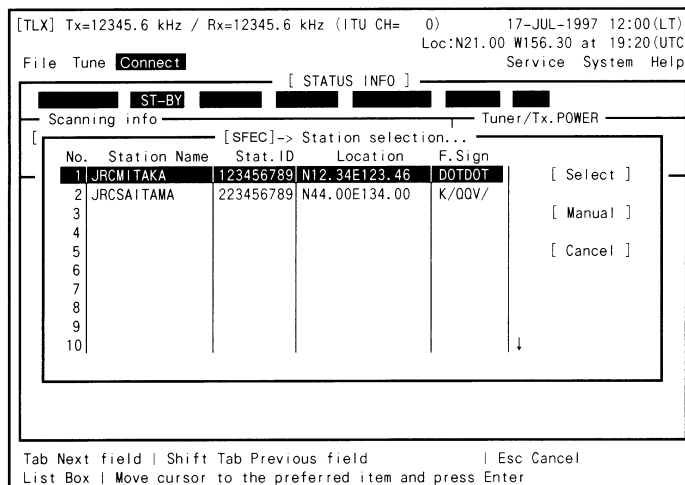 [TLX] Tx=12345.6 kHz / Rx=12345.6 kHz (ITU CH=   0)   17-JUL-1997 12:00(LT)
Loc:N21.00 W156.30 at 19:20(UTC
File Tune Connect   Service System Help
[ STATUS INFO ]
ST-BY
Scanning info   Tuner/Tx.POWER
[   [SFEC]-> Station selection...
No. Station Name Stat.ID Location F.Sign
1 JRCMITAKA 123456789 N12.34E123.46 DOTDOT   [ Select ]
2 JRCSAITAMA 223456789 N44.00E134.00 K/QQV/
3   [ Manual ]
4
5   [ Cancel ]
6
7
8
9
10   ↓
Tab Next field | Shift Tab Previous field   | Esc Cancel
List Box | Move cursor to the preferred item and press Enter